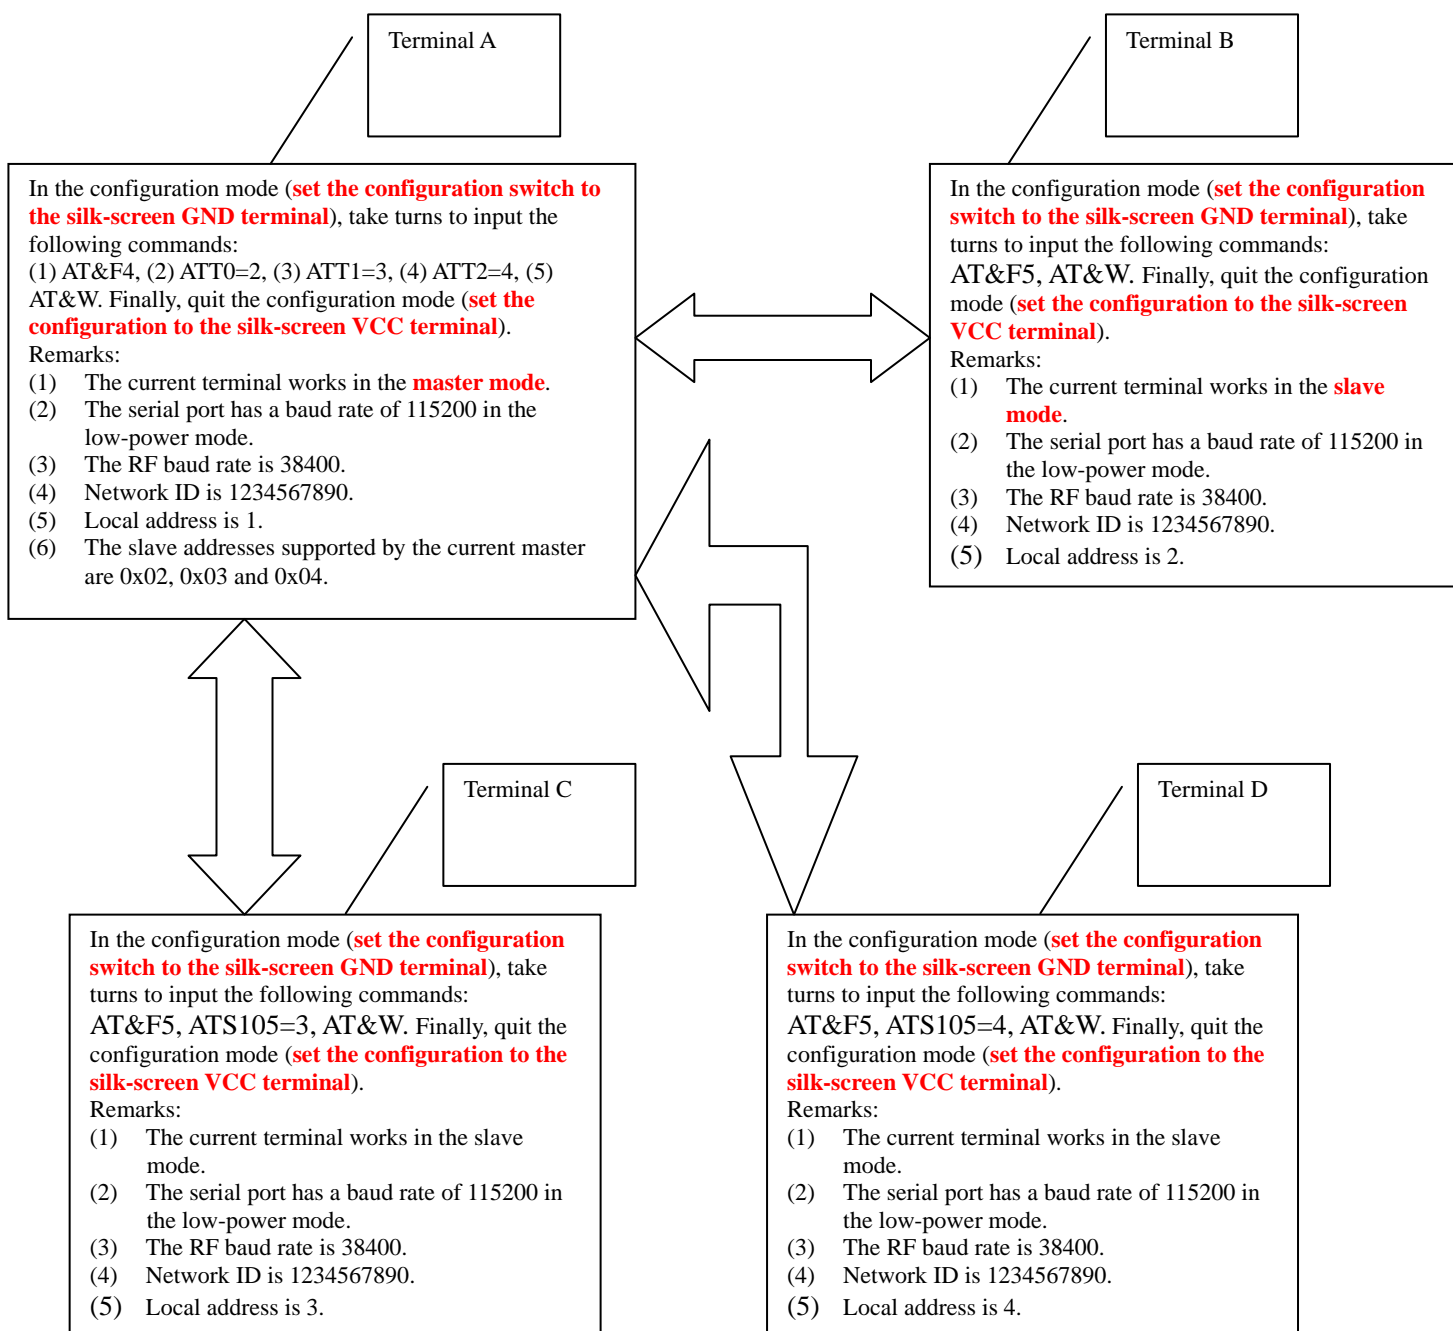 Terminal A
Terminal B
In the configuration mode (set the configuration switch to
the silk-screen GND terminal), take turns to input the
following commands:
(1) AT&F4, (2) ATT0=2, (3) ATT1=3, (4) ATT2=4, (5)
AT&W. Finally, quit the configuration mode (set the
configuration to the silk-screen VCC terminal).
Remarks:
(1) The current terminal works in the master mode.
(2) The serial port has a baud rate of 115200 in the
low-power mode.
(3) The RF baud rate is 38400.
(4) Network ID is 1234567890.
(5) Local address is 1.
(6) The slave addresses supported by the current master
are 0x02, 0x03 and 0x04.
In the configuration mode (set the configuration
switch to the silk-screen GND terminal), take
turns to input the following commands:
AT&F5, AT&W. Finally, quit the configuration
mode (set the configuration to the silk-screen
VCC terminal).
Remarks:
(1) The current terminal works in the slave
mode.
(2) The serial port has a baud rate of 115200 in
the low-power mode.
(3) The RF baud rate is 38400.
(4) Network ID is 1234567890.
(5) Local address is 2.
Terminal C
Terminal D
In the configuration mode (set the configuration
switch to the silk-screen GND terminal), take
turns to input the following commands:
AT&F5, ATS105=3, AT&W. Finally, quit the
configuration mode (set the configuration to the
silk-screen VCC terminal).
Remarks:
(1) The current terminal works in the slave
mode.
(2) The serial port has a baud rate of 115200 in
the low-power mode.
(3) The RF baud rate is 38400.
(4) Network ID is 1234567890.
(5) Local address is 3.
In the configuration mode (set the configuration
switch to the silk-screen GND terminal), take
turns to input the following commands:
AT&F5, ATS105=4, AT&W. Finally, quit the
configuration mode (set the configuration to the
silk-screen VCC terminal).
Remarks:
(1) The current terminal works in the slave
mode.
(2) The serial port has a baud rate of 115200 in
the low-power mode.
(3) The RF baud rate is 38400.
(4) Network ID is 1234567890.
(5) Local address is 4.